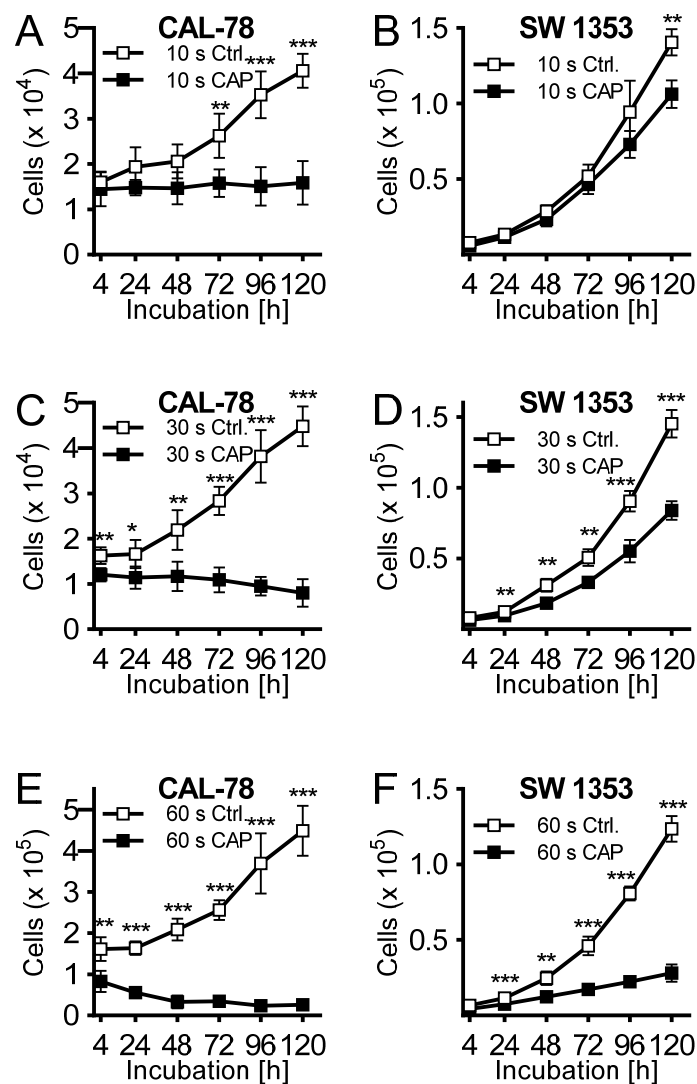 A
CAL-78
10 s Ctrl.
10 s CAP
Cells (x 10⁴)
5
4
3
2
1
0
**
***
***
4 24 48 72 96 120
Incubation [h]
B
SW 1353
10 s Ctrl.
10 s CAP
Cells (x 10⁵)
1.5
1.0
0.5
**
4 24 48 72 96 120
Incubation [h]
C
CAL-78
30 s Ctrl.
30 s CAP
Cells (x 10⁴)
5
4
3
2
1
0
**
*
**
***
***
***
4 24 48 72 96 120
Incubation [h]
D
SW 1353
30 s Ctrl.
30 s CAP
Cells (x 10⁵)
1.5
1.0
0.5
**
**
**
***
***
4 24 48 72 96 120
Incubation [h]
E
CAL-78
60 s Ctrl.
60 s CAP
Cells (x 10⁵)
5
4
3
2
1
0
**
***
***
***
***
***
4 24 48 72 96 120
Incubation [h]
F
SW 1353
60 s Ctrl.
60 s CAP
Cells (x 10⁵)
1.5
1.0
0.5
***
**
***
***
***
4 24 48 72 96 120
Incubation [h]